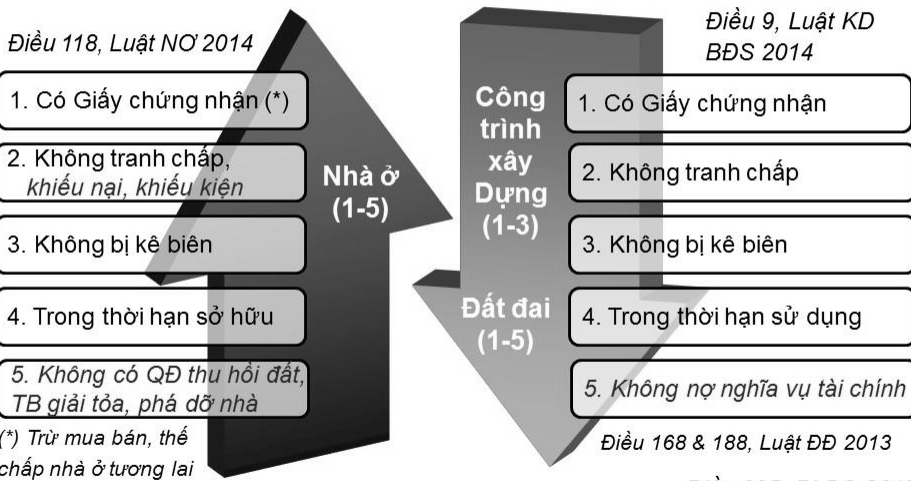 Điều 118, Luật NƠ 2014
1. Có Giấy chứng nhận (*)
2. Không tranh chấp,
khiếu nại, khiếu kiện
3. Không bị kê biên
4. Trong thời hạn sở hữu
5. Không có QĐ thu hồi đất,
TB giải tỏa, phá dỡ nhà
(*) Trừ mua bán, thế
chấp nhà ở tương lai
Nhà ở
(1-5)
Công
trình
xây
Dựng
(1-3)
Đất đai
(1-5)
Điều 9, Luật KD
BĐS 2014
1. Có Giấy chứng nhận
2. Không tranh chấp
3. Không bị kê biên
4. Trong thời hạn sử dụng
5. Không nợ nghĩa vụ tài chính
Điều 168 & 188, Luật ĐĐ 2013